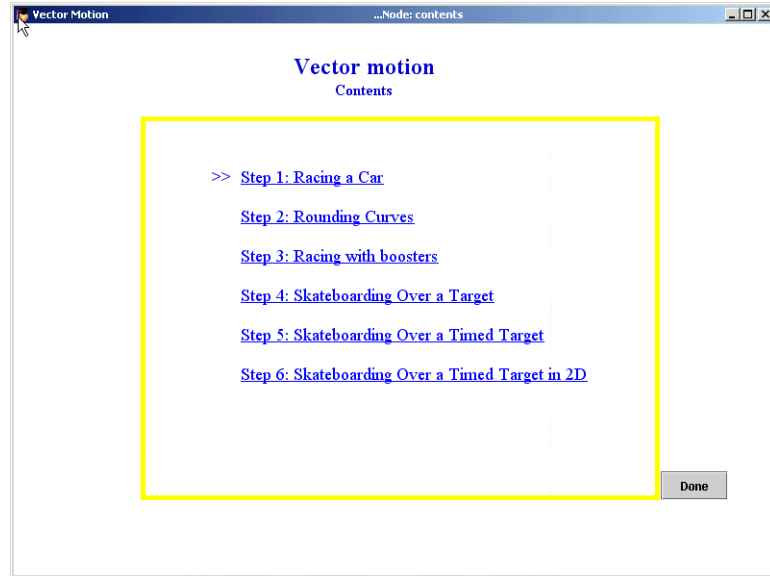 Vector Motion ...Node: contents
Vector motion
Contents
>> Step 1: Racing a Car
Step 2: Rounding Curves
Step 3: Racing with boosters
Step 4: Skateboarding Over a Target
Step 5: Skateboarding Over a Timed Target
Step 6: Skateboarding Over a Timed Target in 2D
Done